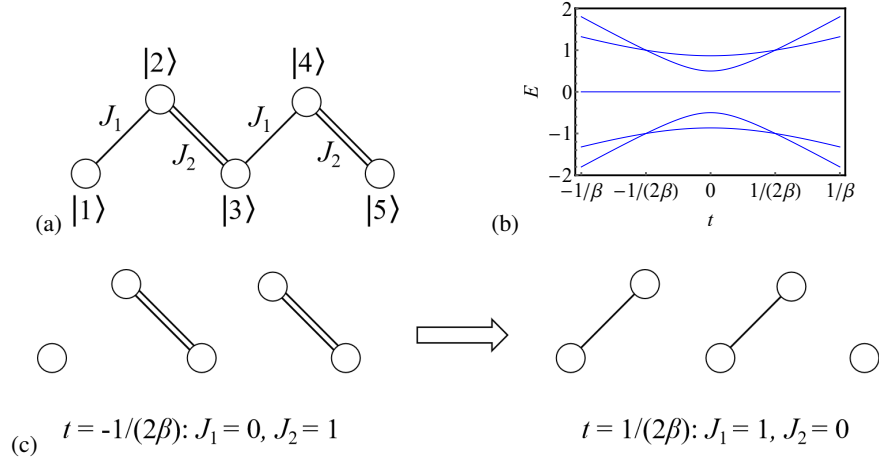 |2⟩ |4⟩
J₁ J₁
J₂ J₂
|1⟩ |3⟩ |5⟩
(a)
2
1
0
−1
−2
E
−1/β −1/(2β) 0 1/(2β) 1/β
t
(b)
(c) t = -1/(2β): J₁ = 0, J₂ = 1
t = 1/(2β): J₁ = 1, J₂ = 0